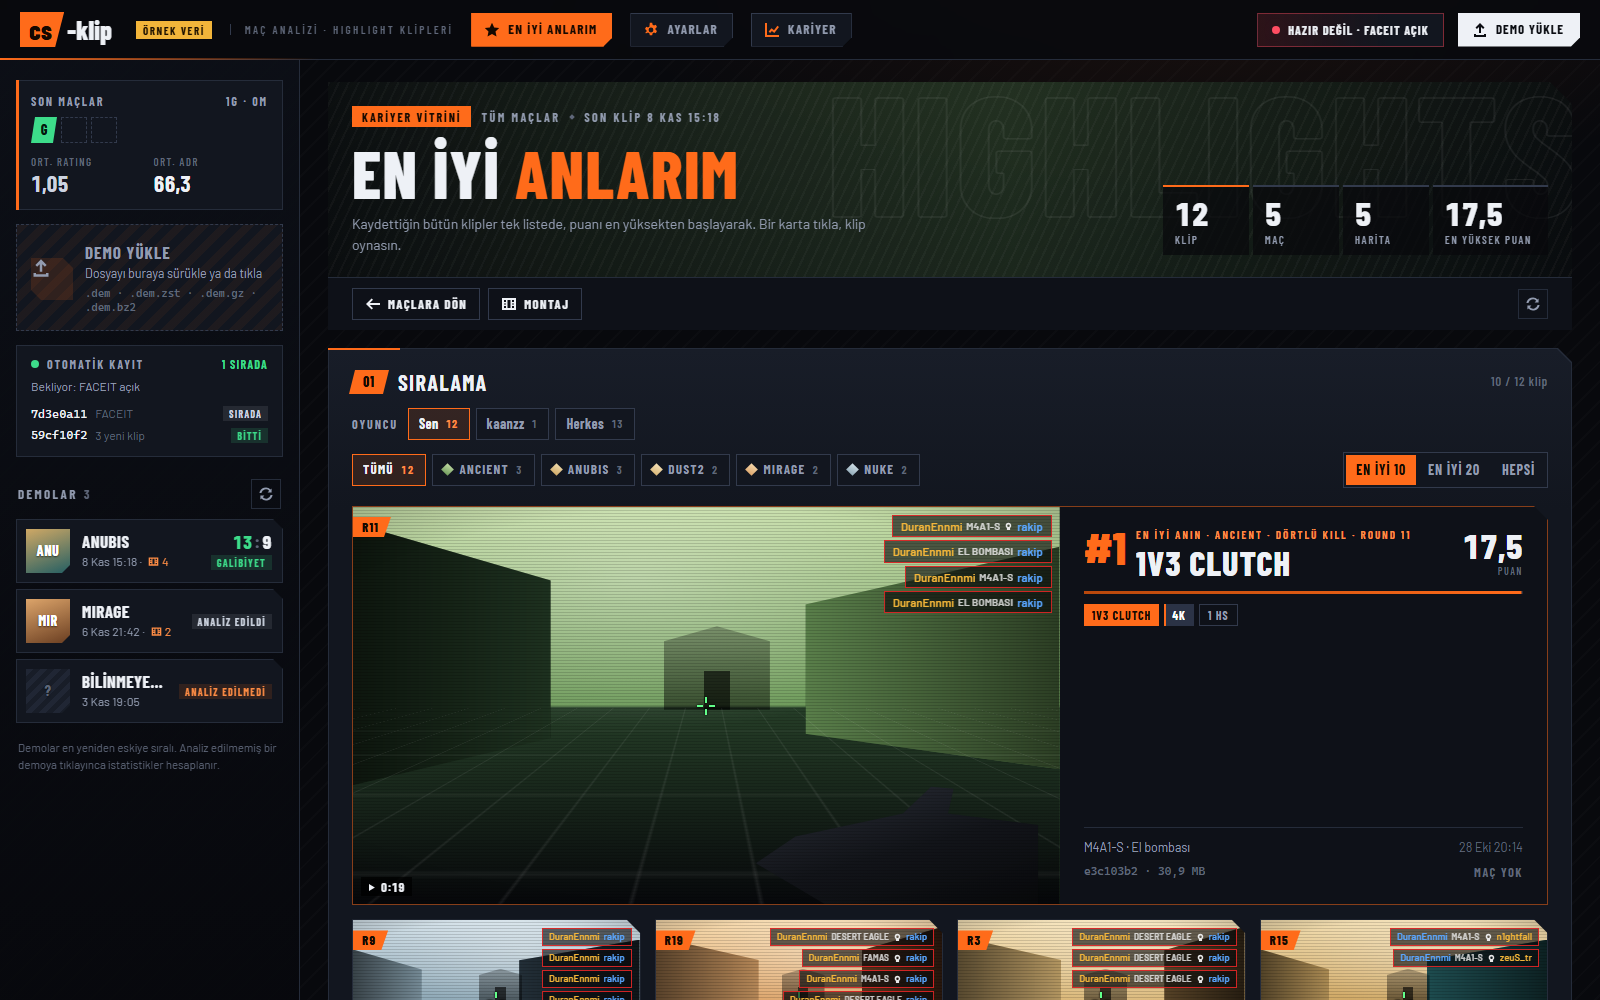 cs -klip
ÖRNEK VERİ
MAÇ ANALİZİ · HIGHLIGHT KLİPLERİ
EN İYİ ANLARIM
AYARLAR
KARİYER
HAZIR DEĞİL · FACEIT AÇIK
DEMO YÜKLE
SON MAÇLAR
1G · 0M
G
ORT. RATING
ORT. ADR
1,05
66,3
DEMO YÜKLE
Dosyayı buraya sürükle ya da tıkla
.dem · .dem.zst · .dem.gz ·
.dem.bz2
OTOMATİK KAYIT
1 SIRADA
Bekliyor: FACEIT açık
7d3e0a11 FACEIT
SIRADA
59cf10f2 3 yeni klip
BİTTİ
DEMOLAR 3
ANU
ANUBIS
13:9
8 Kas 15:18 · 4
GALİBİYET
MIR
MIRAGE
6 Kas 21:42 · 2
ANALİZ EDİLDİ
?
BİLİNMEYE...
3 Kas 19:05
ANALİZ EDİLMEDİ
Demolar en yeniden eskiye sıralı. Analiz edilmemiş bir
demoya tıklayınca istatistikler hesaplanır.
HIGHLIGHTS
KARİYER VİTRİNİ
TÜM MAÇLAR
SON KLİP 8 KAS 15:18
EN İYİ ANLARIM
Kaydettiğin bütün klipler tek listede, puanı en yüksekten başlayarak. Bir karta tıkla, klip
oynasın.
12
KLİP
5
MAÇ
5
HARİTA
17,5
EN YÜKSEK PUAN
MAÇLARA DÖN
MONTAJ
01
SIRALAMA
10 / 12 klip
OYUNCU
Sen 12
kaanzz 1
Herkes 13
TÜMÜ 12
ANCIENT 3
ANUBIS 3
DUST2 2
MIRAGE 2
NUKE 2
EN İYİ 10
EN İYİ 20
HEPSİ
R11
DuranEnnmi M4A1-S rakip
DuranEnnmi EL BOMBASI rakip
DuranEnnmi M4A1-S rakip
DuranEnnmi EL BOMBASI rakip
0:19
#1
EN İYİ ANIN · ANCIENT · DÖRTLÜ KILL · ROUND 11
1V3 CLUTCH
17,5
PUAN
1V3 CLUTCH
4K
1 HS
M4A1-S · El bombası
28 Eki 20:14
e3c103b2 · 30,9 MB
MAÇ YOK
R9
DuranEnnmi rakip
DuranEnnmi rakip
DuranEnnmi rakip
DuranEnnmi rakip
R19
DuranEnnmi DESERT EAGLE rakip
DuranEnnmi FAMAS rakip
DuranEnnmi M4A1-S rakip
DuranEnnmi DESERT EAGLE rakip
R3
DuranEnnmi DESERT EAGLE rakip
DuranEnnmi DESERT EAGLE rakip
DuranEnnmi DESERT EAGLE rakip
R15
DuranEnnmi M4A1-S n1ghtfall
DuranEnnmi M4A1-S zeuS_tr